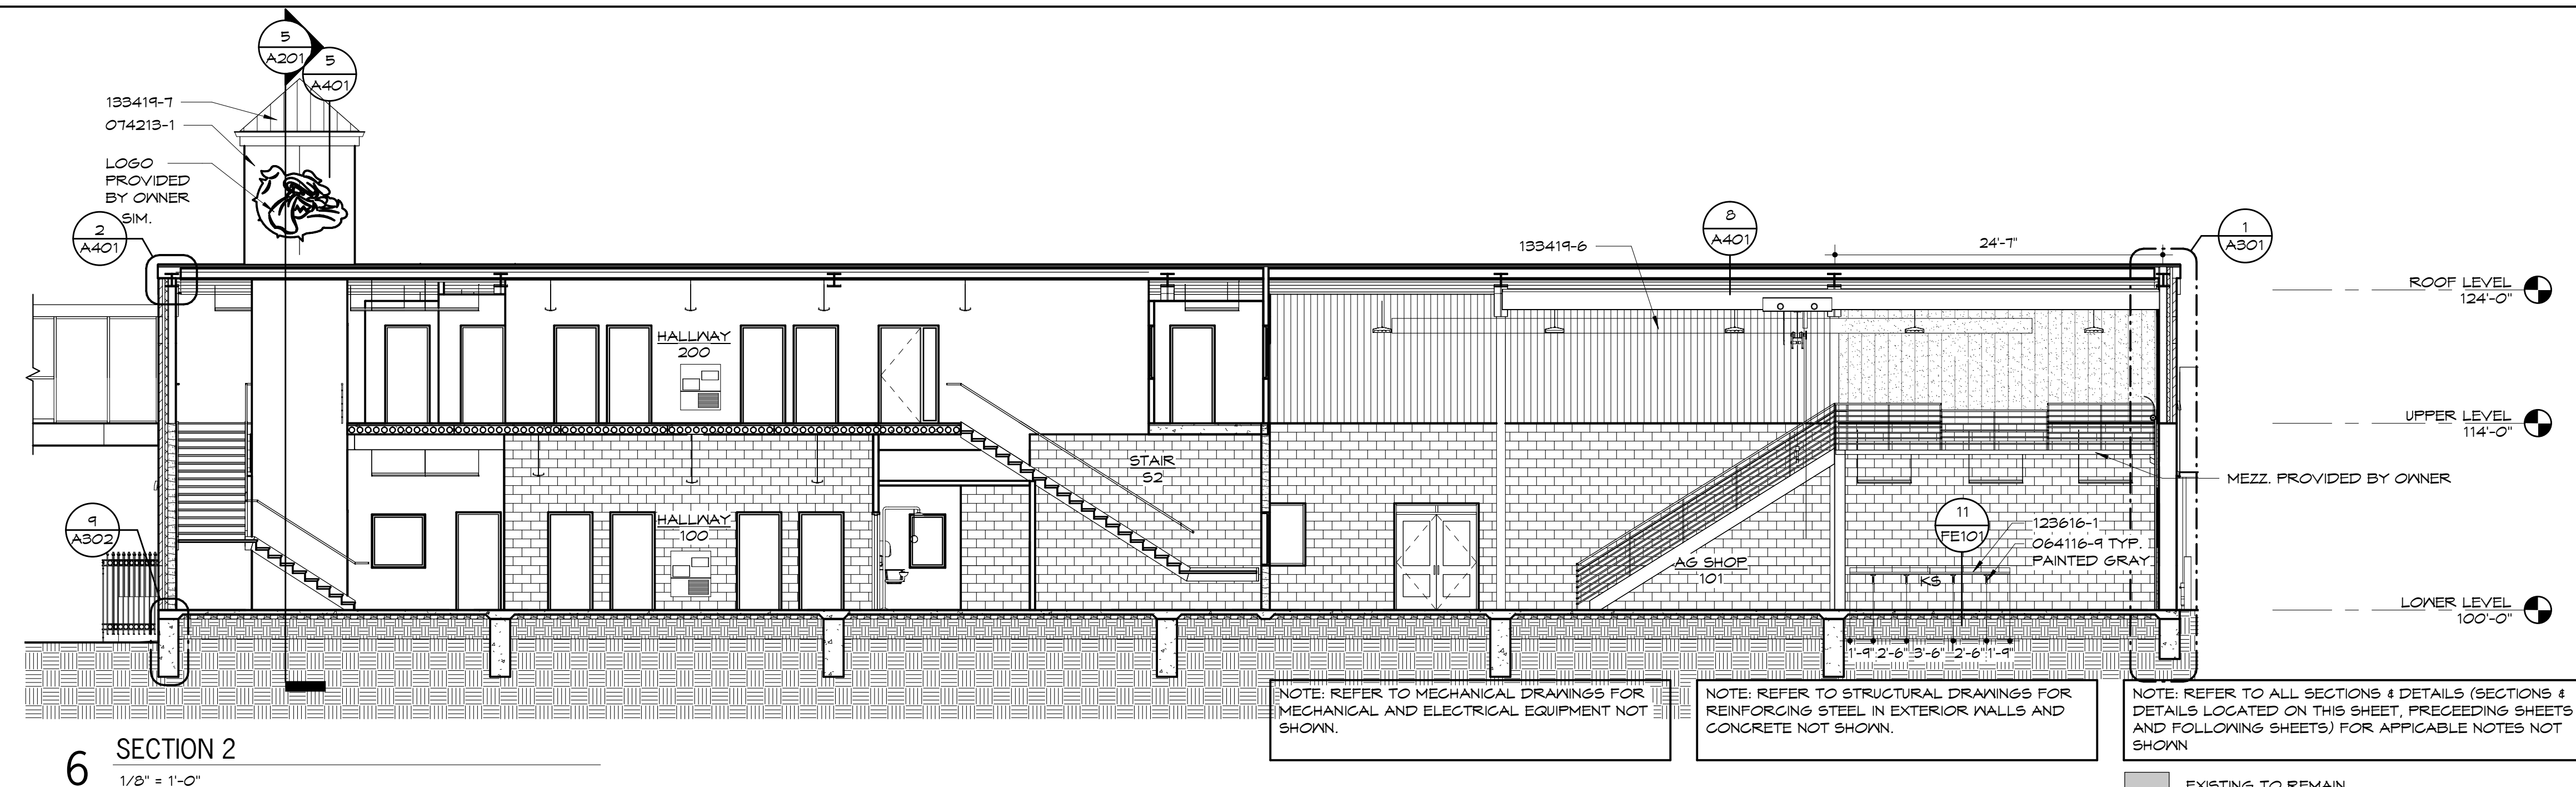 5
A201
5
A401
133419-7
074213-1
LOGO
PROVIDED
BY OWNER
SIM.
2
A401
133419-6
8
A401
24'-7"
1
A301
ROOF LEVEL
124'-0"
HALLWAY
200
UPPER LEVEL
114'-0"
STAIR
S2
MEZZ. PROVIDED BY OWNER
9
A302
HALLWAY
100
11
FE101
123616-1
064116-9 TYP.
PAINTED GRAY
AG SHOP
101
KS
LOWER LEVEL
100'-0"
1'-9" 2'-6" 3'-6" 2'-6" 1'-9"
NOTE: REFER TO MECHANICAL DRAWINGS FOR
MECHANICAL AND ELECTRICAL EQUIPMENT NOT
SHOWN.
NOTE: REFER TO STRUCTURAL DRAWINGS FOR
REINFORCING STEEL IN EXTERIOR WALLS AND
CONCRETE NOT SHOWN.
NOTE: REFER TO ALL SECTIONS & DETAILS (SECTIONS &
DETAILS LOCATED ON THIS SHEET, PRECEEDING SHEETS
AND FOLLOWING SHEETS) FOR APPICABLE NOTES NOT
SHOWN
6 SECTION 2
1/8" = 1'-0"
EXISTING TO REMAIN